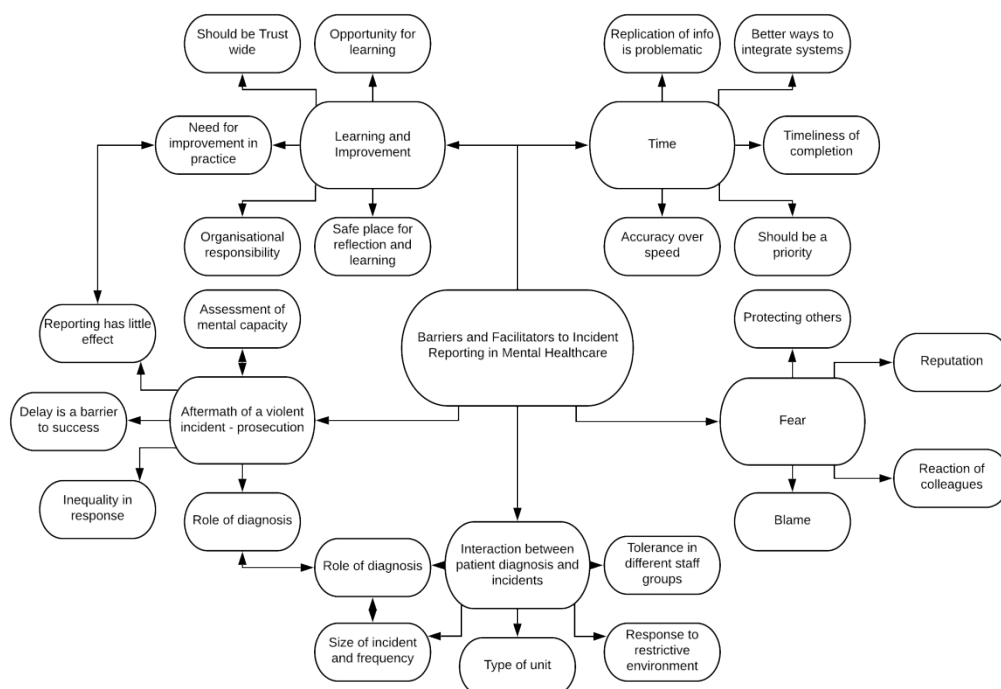 Should be Trust
wide
Opportunity for
learning
Replication of info
is problematic
Better ways to
integrate systems
Need for
improvement in
practice
Learning and
Improvement
Time
Timeliness of
completion
Organisational
responsibility
Safe place for
reflection and
learning
Accuracy over
speed
Should be a
priority
Assessment of
mental capacity
Reporting has little
effect
Barriers and Facilitators to Incident
Reporting in Mental Healthcare
Protecting others
Reputation
Delay is a barrier
to success
Aftermath of a violent
incident - prosecution
Fear
Inequality in
response
Reaction of
colleagues
Role of diagnosis
Blame
Role of diagnosis
Interaction between
patient diagnosis and
incidents
Tolerance in
different staff
groups
Size of incident
and frequency
Type of unit
Response to
restrictive
environment